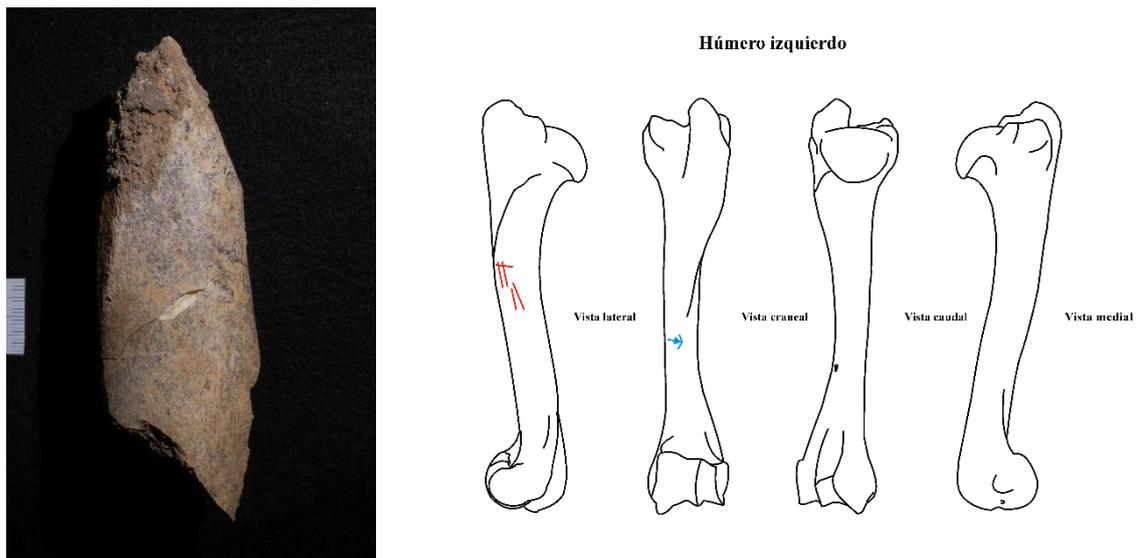 Húmero izquierdo
Vista lateral
Vista craneal
Vista caudal
Vista medial